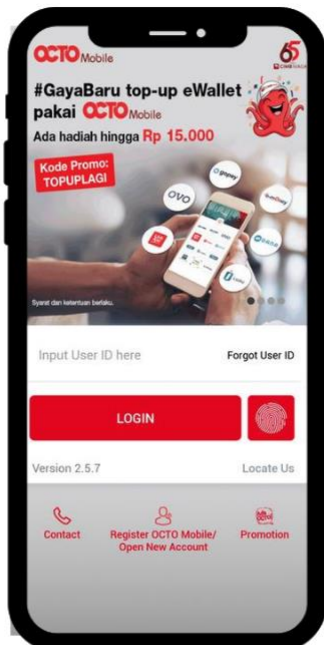 OCTO Mobile
65
CIMB NIAGA
#GayaBaru top-up eWallet
pakai OCTO Mobile
Ada hadiah hingga Rp 15.000
Kode Promo:
TOPUPLAGI
gopay
OVO
DANA
Syarat dan ketentuan berlaku.
Input User ID here
Forgot User ID
LOGIN
Version 2.5.7
Locate Us
Contact
Register OCTO Mobile/
Open New Account
Promotion